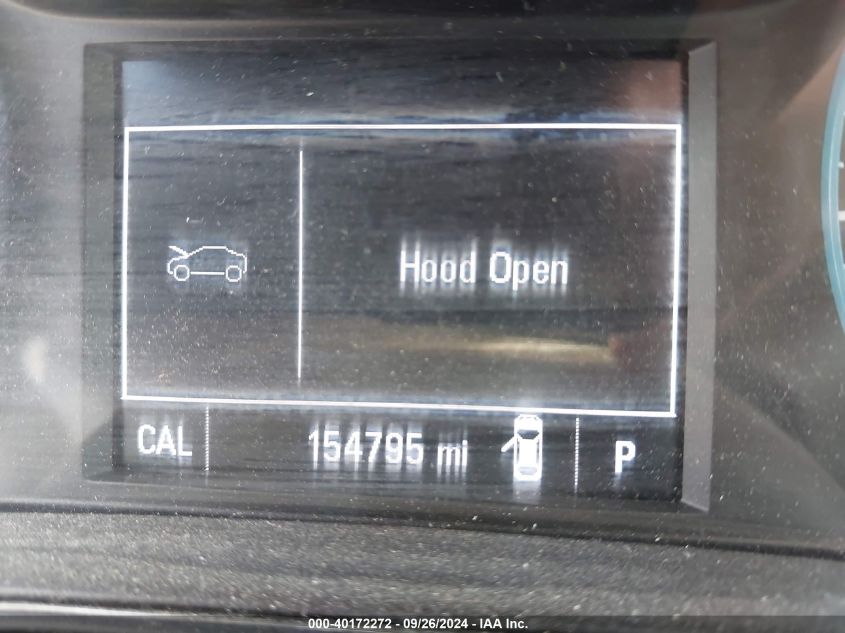 Hood Open
CAL 154795 mi P
000-40172272 - 09/26/2024 - IAA Inc.